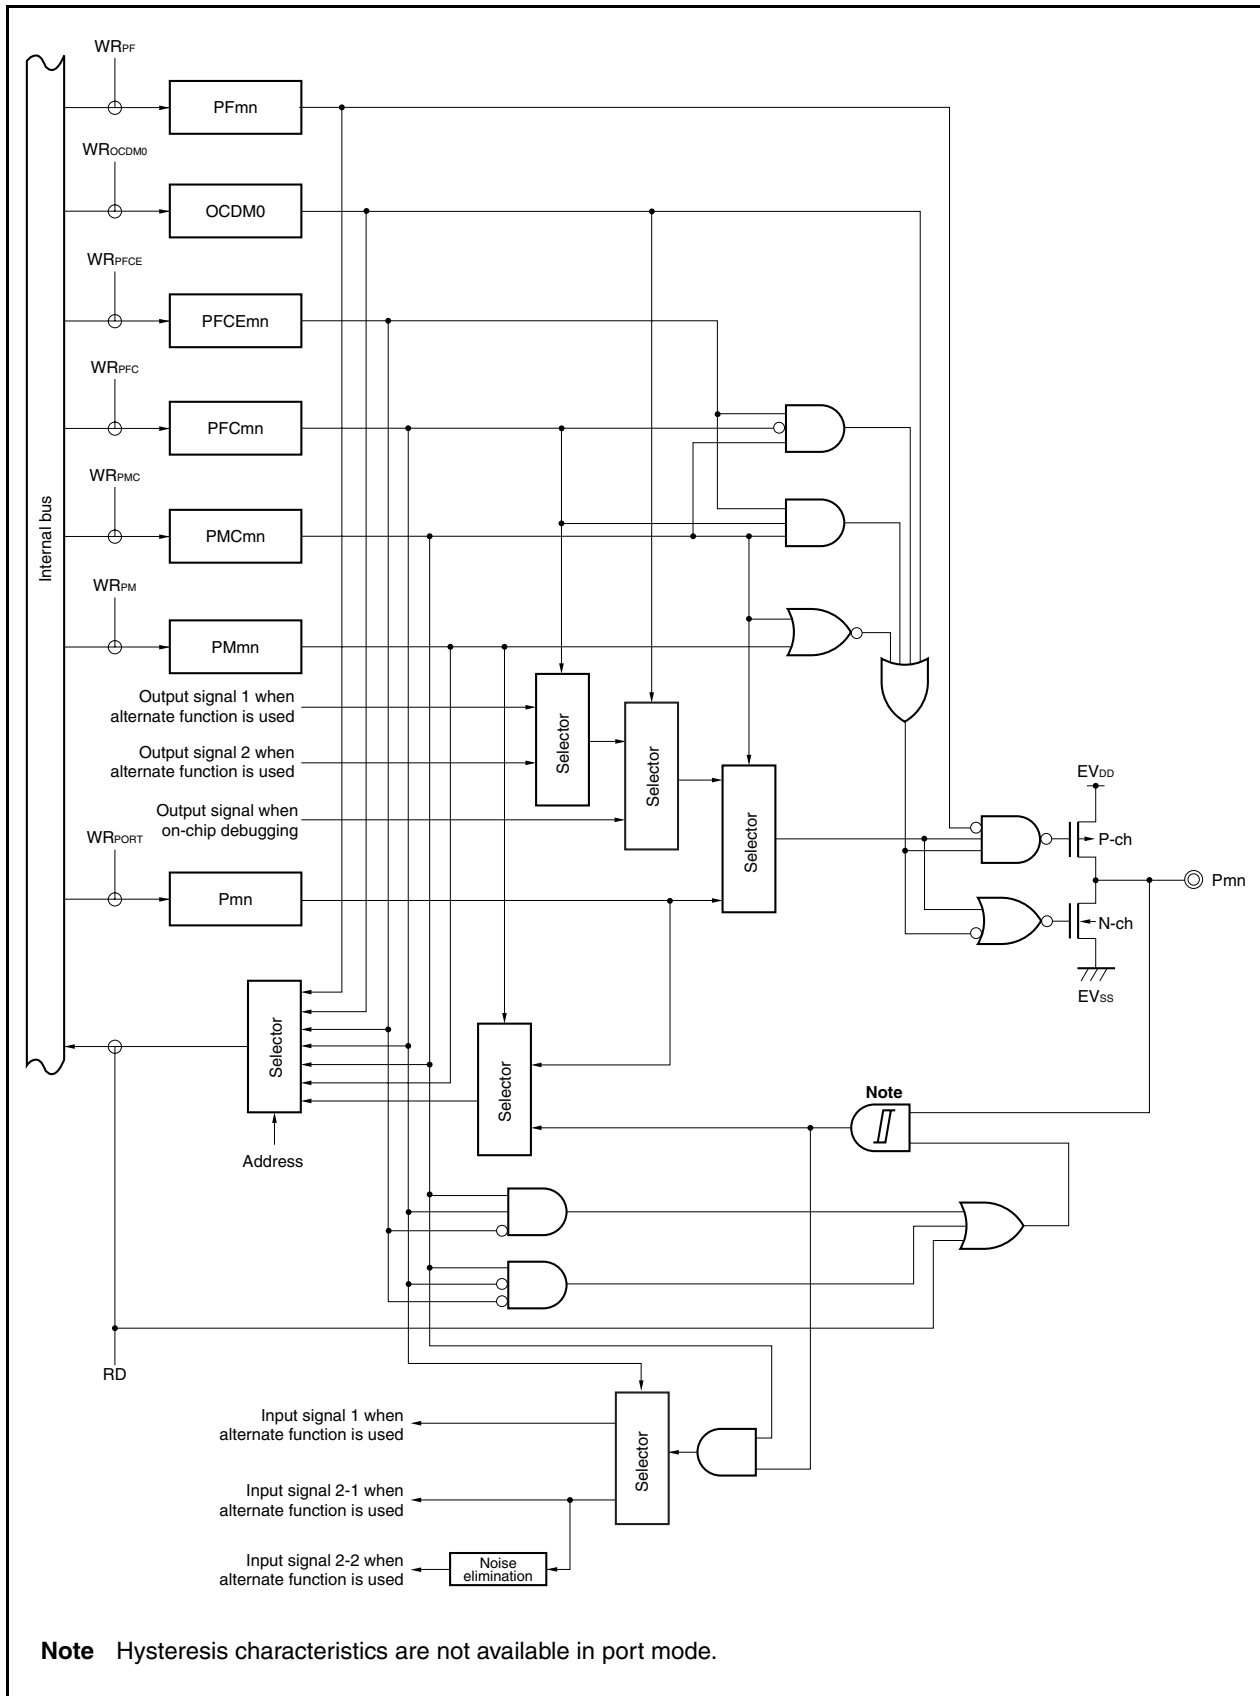 WRPF
PFmn
WROCDM0
OCDM0
WRPFCE
PFCEmn
WRPFC
PFCmn
WRPMC
PMCmn
Internal bus
WRPM
PMmn
Output signal 1 when
alternate function is used
Output signal 2 when
alternate function is used
Output signal when
on-chip debugging
Selector
Selector
Selector
WRPORT
Pmn
EVDD
P-ch
Pmn
N-ch
EVSS
Selector
Address
Selector
Note
RD
Input signal 1 when
alternate function is used
Input signal 2-1 when
alternate function is used
Input signal 2-2 when
alternate function is used
Selector
Noise
elimination
Note Hysteresis characteristics are not available in port mode.